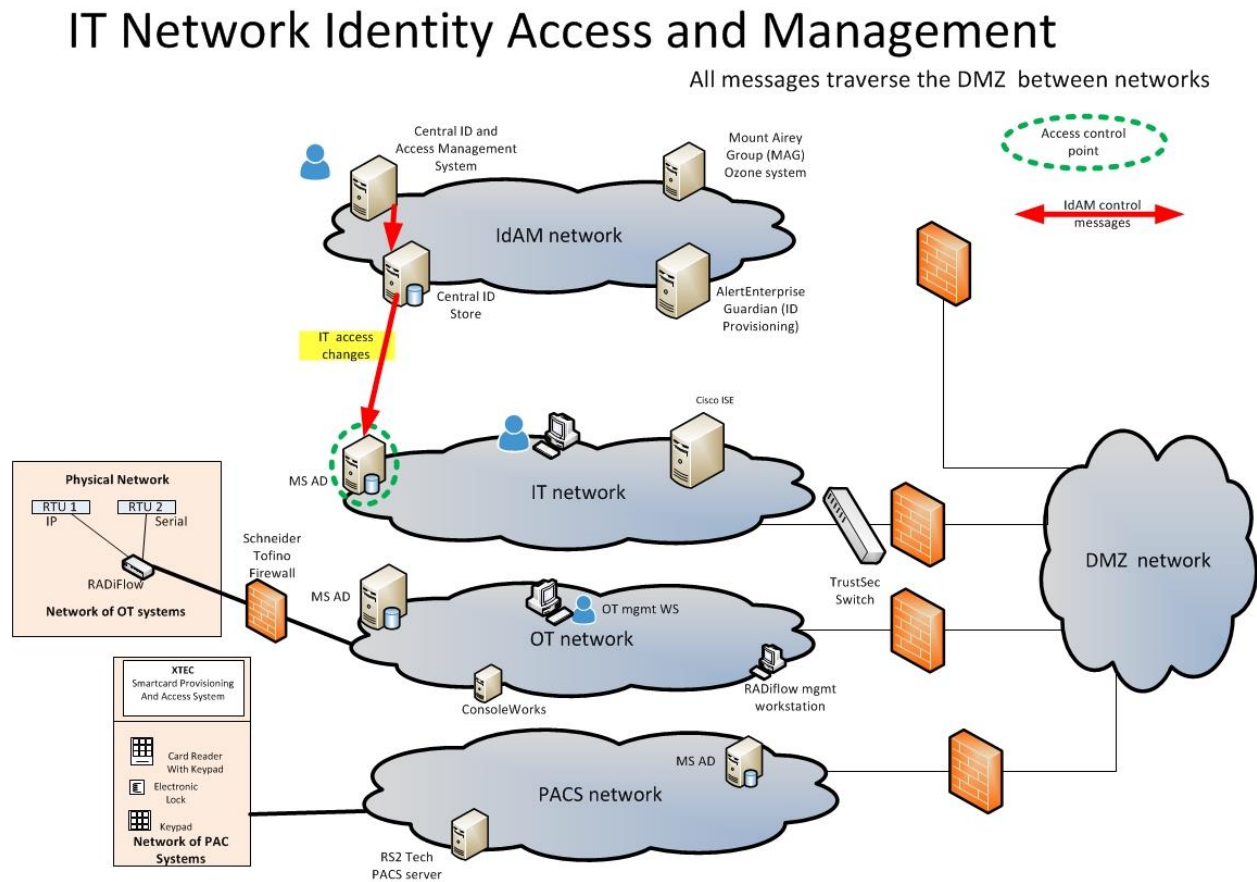 IT Network Identity Access and Management
All messages traverse the DMZ between networks
Central ID and
Access Management
System
Mount Airey
Group (MAG)
Ozone system
Access control
point
IdAM control
messages
IdAM network
Central ID
Store
AlertEnterprise
Guardian (ID
Provisioning)
IT access
changes
Cisco ISE
MS AD
IT network
Physical Network
RTU 1
RTU 2
IP
Serial
RADiFlow
Network of OT systems
Schneider
Tofino
Firewall
TrustSec
Switch
DMZ network
MS AD
OT mgmt WS
OT network
ConsoleWorks
RADiflow mgmt
workstation
XTEC
Smartcard Provisioning
And Access System
Card Reader
With Keypad
Electronic
Lock
Keypad
Network of PAC
Systems
MS AD
PACS network
RS2 Tech
PACS server